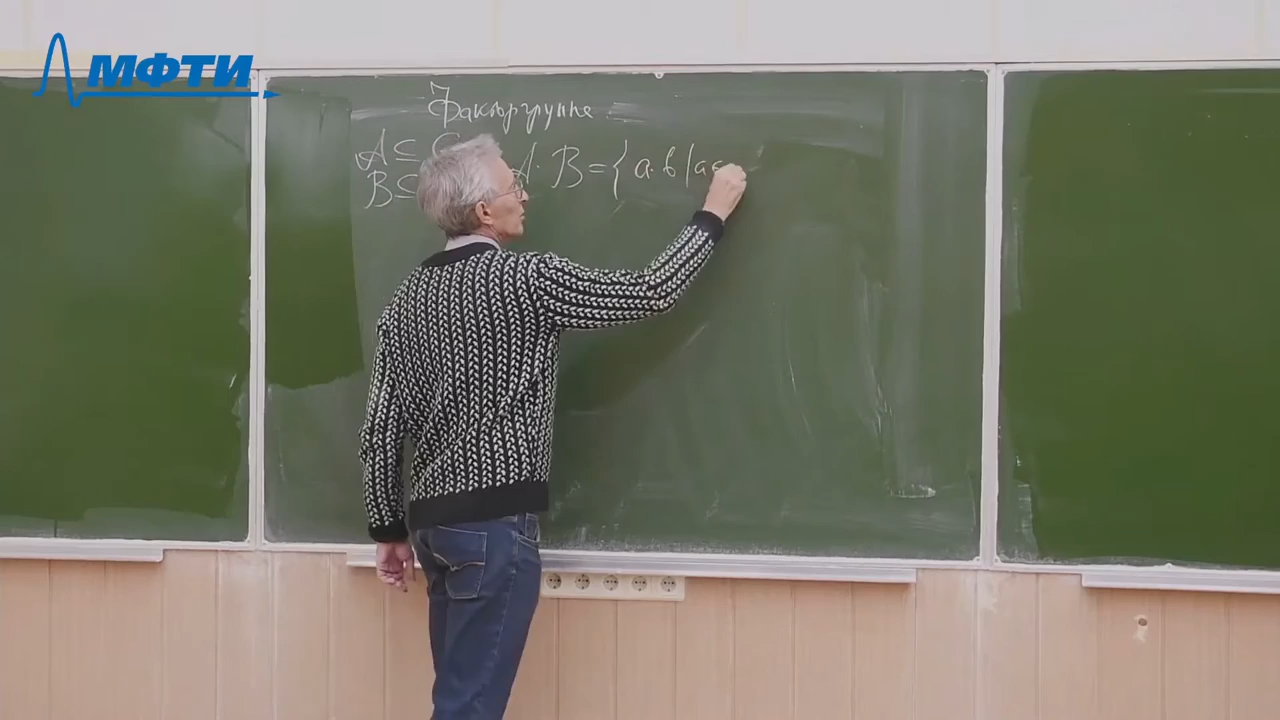 МФТИ
Факторгруппа
A ⊆ G
A · B = { a · b | a ∈
B ⊆